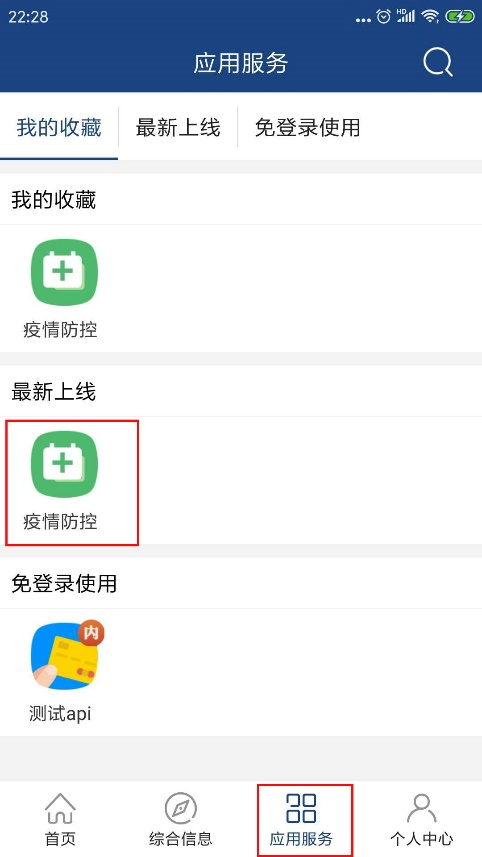 22:28
HD
应用服务
我的收藏
最新上线
免登录使用
我的收藏
疫情防控
最新上线
疫情防控
免登录使用
内
测试api
首页
综合信息
应用服务
个人中心